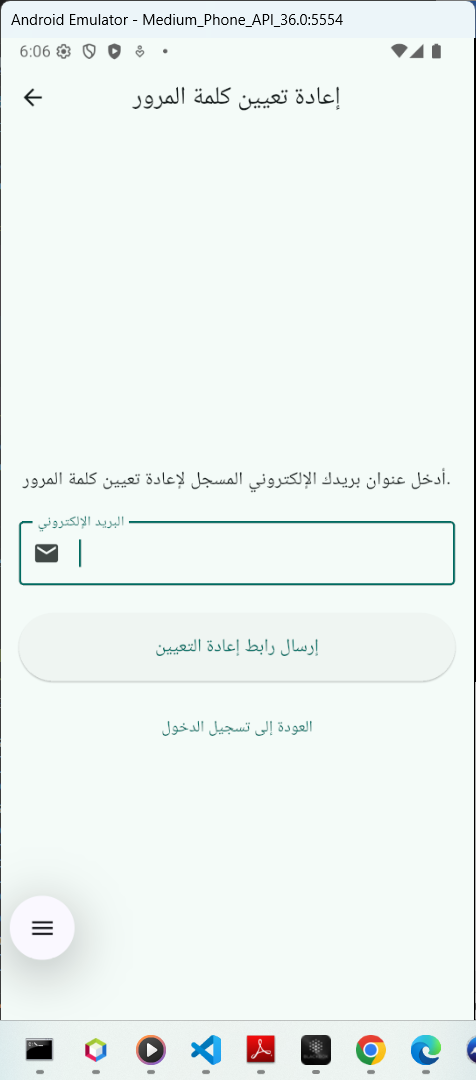 Android Emulator - Medium_Phone_API_36.0:5554
6:06
إعادة تعيين كلمة المرور
أدخل عنوان بريدك الإلكتروني المسجل لإعادة تعيين كلمة المرور.
البريد الإلكتروني
إرسال رابط إعادة التعيين
العودة إلى تسجيل الدخول